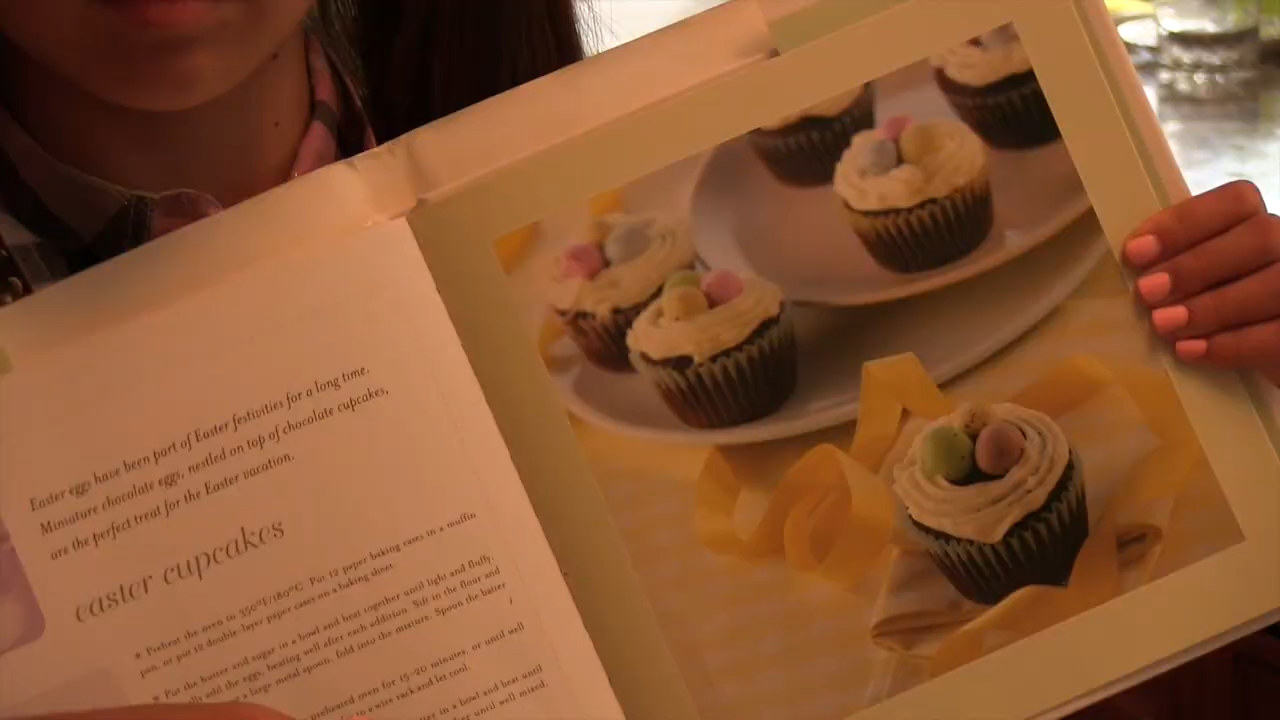 Easter eggs have been part of Easter festivities for a long time.
Miniature chocolate eggs, nestled on top of chocolate cupcakes,
are the perfect treat for the Easter vacation.
easter cupcakes
* Preheat the oven to 350°F/180°C. Put 12 paper baking cases in a muffin
pan, or put 12 double-layer paper cases on a baking sheet.
* Put the butter and sugar in a bowl and beat together until light and fluffy.
add the eggs, beating well after each addition. Sift in the flour and
a large metal spoon, fold into the mixture. Spoon the batter
preheated oven for 15–20 minutes, or until well
to a wire rack and let cool.
in a bowl and beat until
until well mixed.